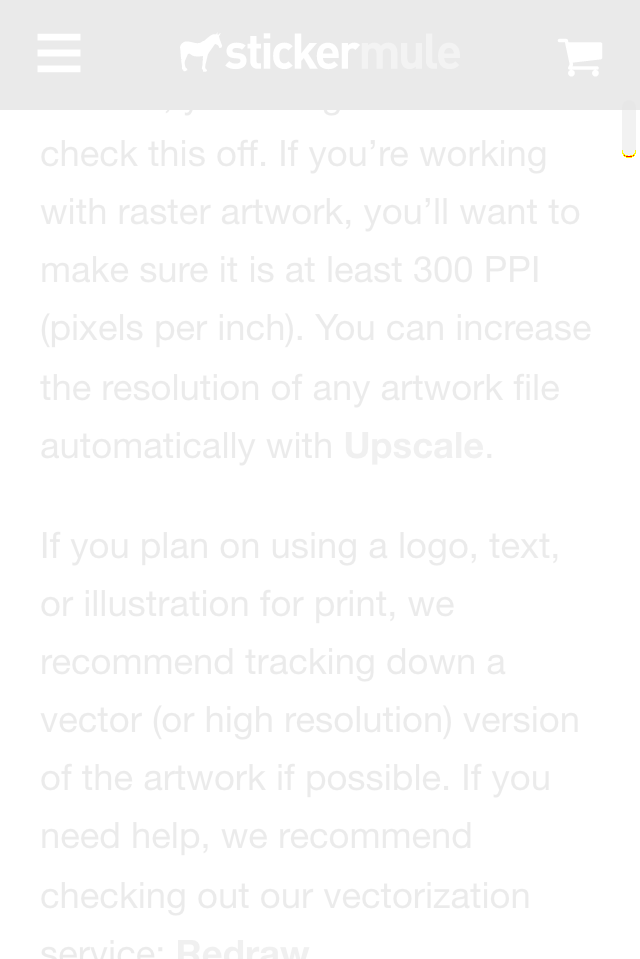 stickermule
check this off. If you’re working
with raster artwork, you’ll want to
make sure it is at least 300 PPI
(pixels per inch). You can increase
the resolution of any artwork file
automatically with Upscale.
If you plan on using a logo, text,
or illustration for print, we
recommend tracking down a
vector (or high resolution) version
of the artwork if possible. If you
need help, we recommend
checking out our vectorization
service: Redraw